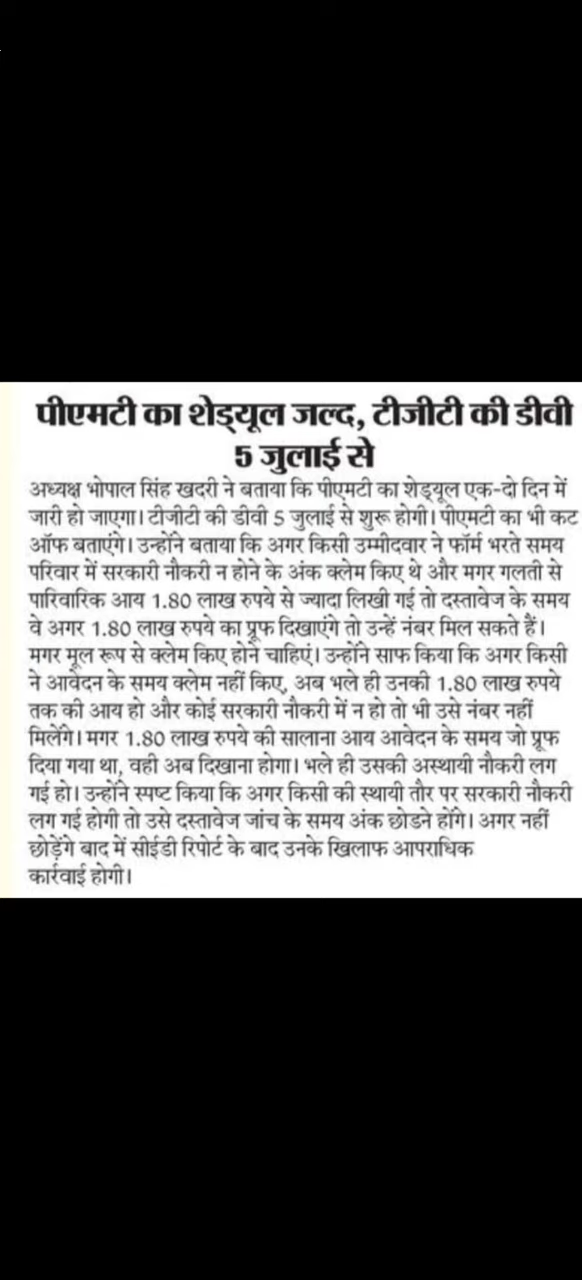 पीएमटी का शेड्यूल जल्द, टीजीटी की डीवी
5 जुलाई से
अध्यक्ष भोपाल सिंह खदरी ने बताया कि पीएमटी का शेड्यूल एक-दो दिन में
जारी हो जाएगा। टीजीटी की डीवी 5 जुलाई से शुरू होगी। पीएमटी का भी कट
ऑफ बताएंगे। उन्होंने बताया कि अगर किसी उम्मीदवार ने फॉर्म भरते समय
परिवार में सरकारी नौकरी न होने के अंक क्लेम किए थे और मगर गलती से
पारिवारिक आय 1.80 लाख रुपये से ज्यादा लिखी गई तो दस्तावेज के समय
वे अगर 1.80 लाख रुपये का प्रूफ दिखाएंगे तो उन्हें नंबर मिल सकते हैं।
मगर मूल रूप से क्लेम किए होने चाहिएं। उन्होंने साफ किया कि अगर किसी
ने आवेदन के समय क्लेम नहीं किए, अब भले ही उनकी 1.80 लाख रुपये
तक की आय हो और कोई सरकारी नौकरी में न हो तो भी उसे नंबर नहीं
मिलेंगे। मगर 1.80 लाख रुपये की सालाना आय आवेदन के समय जो प्रूफ
दिया गया था, वही अब दिखाना होगा। भले ही उसकी अस्थायी नौकरी लग
गई हो। उन्होंने स्पष्ट किया कि अगर किसी की स्थायी तौर पर सरकारी नौकरी
लग गई होगी तो उसे दस्तावेज जांच के समय अंक छोडने होंगे। अगर नहीं
छोड़ेंगे बाद में सीईडी रिपोर्ट के बाद उनके खिलाफ आपराधिक
कार्रवाई होगी।